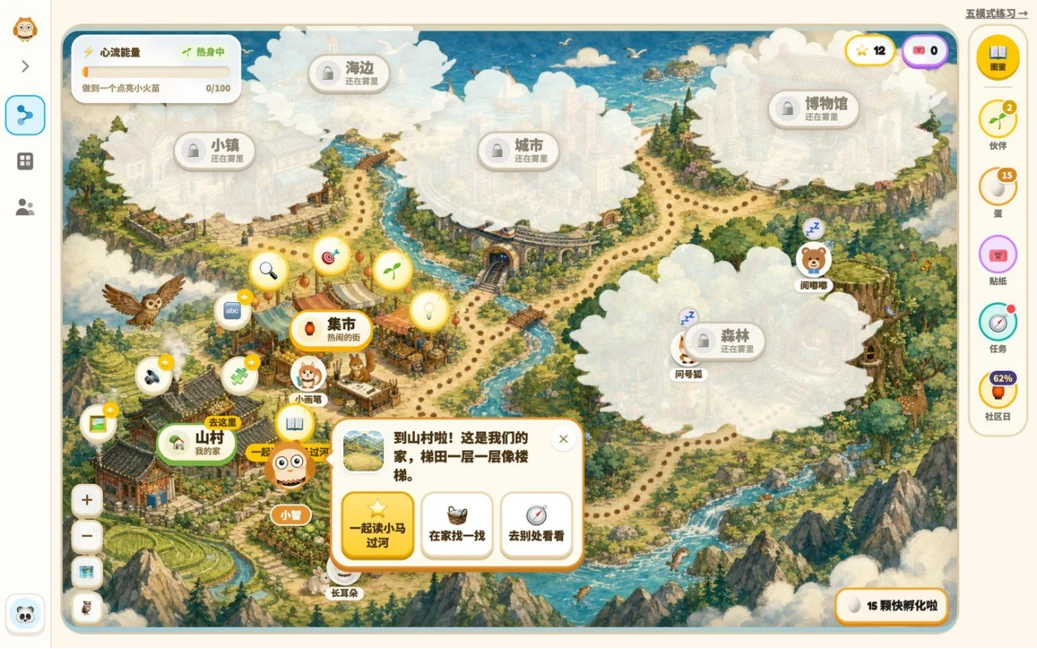 五模式练习 →
心流能量
热身中
做到一个点亮小火苗
0/100
12
0
海边
还在雾里
博物馆
还在雾里
小镇
还在雾里
城市
还在雾里
图鉴
2
伙伴
15
蛋
贴纸
任务
62%
社区日
zZZ
阅嘟嘟
zZZ
森林
还在雾里
问号狐
abc
集市
热闹的街
小画笔
去这里
山村
我的家
小智
到山村啦！这是我们的
家，梯田一层一层像楼
梯。
一起读小马
过河
在家找一找
去别处看看
长耳朵
15 颗快孵化啦